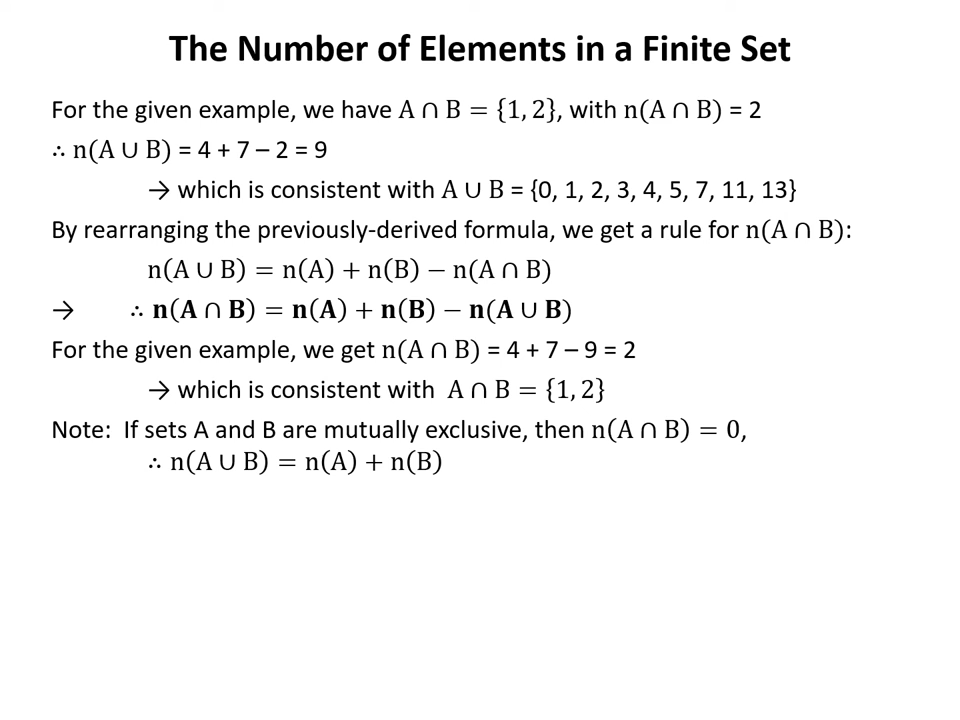 The Number of Elements in a Finite Set
For the given example, we have A ∩ B = {1, 2}, with n(A ∩ B) = 2
∴ n(A ∪ B) = 4 + 7 – 2 = 9
→ which is consistent with A ∪ B = {0, 1, 2, 3, 4, 5, 7, 11, 13}
By rearranging the previously-derived formula, we get a rule for n(A ∩ B):
n(A ∪ B) = n(A) + n(B) − n(A ∩ B)
→ ∴ n(A ∩ B) = n(A) + n(B) − n(A ∪ B)
For the given example, we get n(A ∩ B) = 4 + 7 – 9 = 2
→ which is consistent with A ∩ B = {1, 2}
Note: If sets A and B are mutually exclusive, then n(A ∩ B) = 0,
∴ n(A ∪ B) = n(A) + n(B)